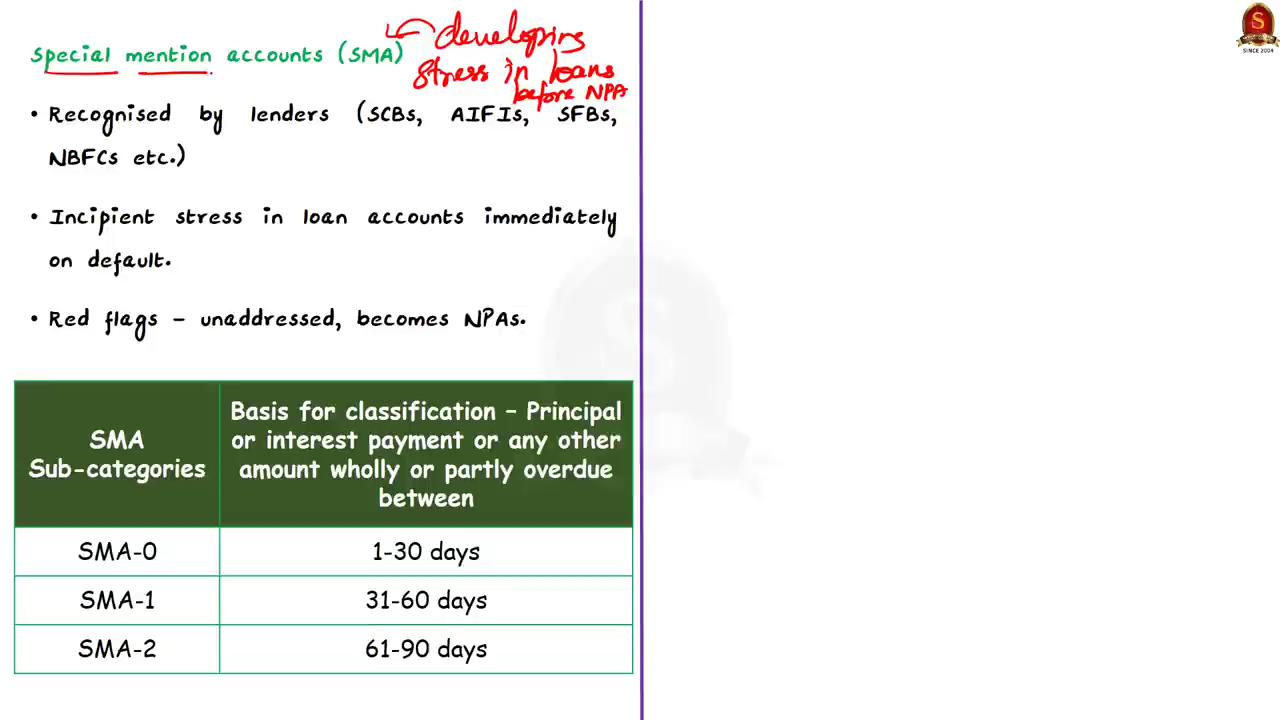 Special mention accounts (SMA)
developing
stress in loans
before NPA
• Recognised by lenders (SCBs, AIFIs, SFBs,
NBFCs etc.)
• Incipient stress in loan accounts immediately
on default.
• Red flags – unaddressed, becomes NPAs.
SMA
Sub-categories
Basis for classification – Principal
or interest payment or any other
amount wholly or partly overdue
between
SMA-0 1-30 days
SMA-1 31-60 days
SMA-2 61-90 days
S
SINCE 2004